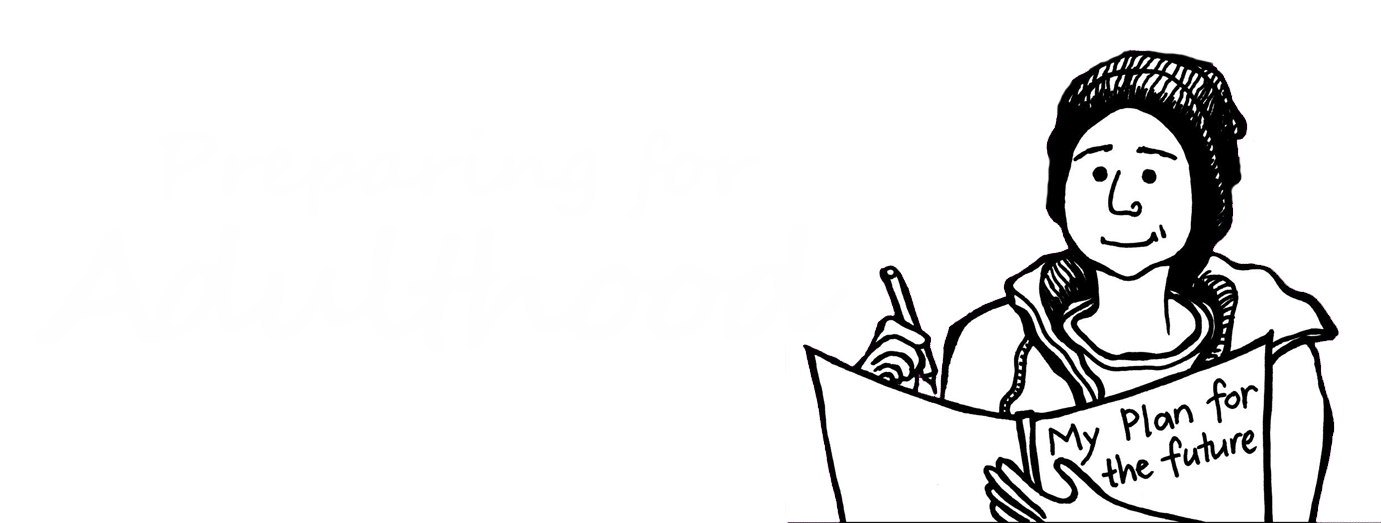 Preparing for
Adulthood
My Plan for
the future